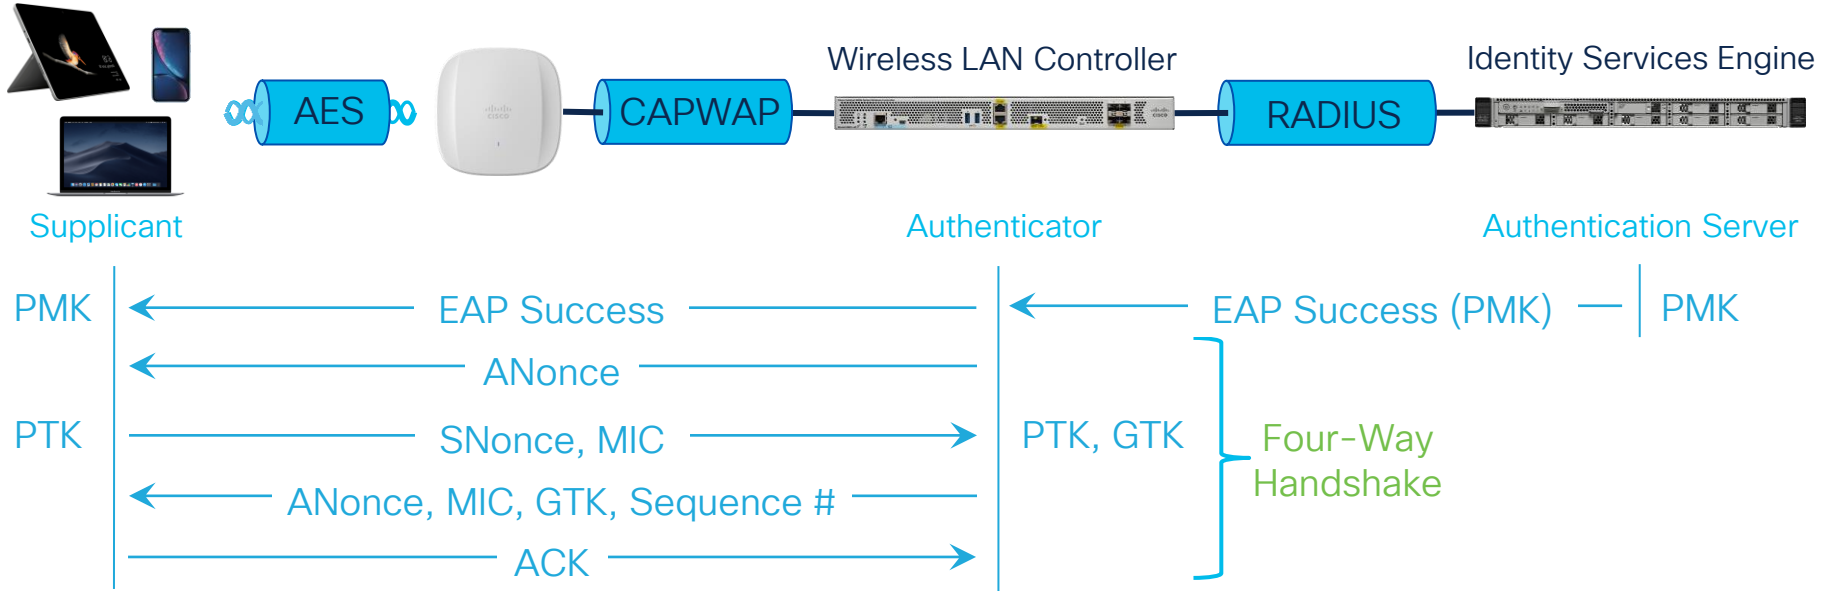 Wireless LAN Controller
Identity Services Engine
AES
CISCO
CAPWAP
RADIUS
Supplicant
Authenticator
Authentication Server
PMK
EAP Success
EAP Success (PMK)
PMK
ANonce
PTK
SNonce, MIC
PTK, GTK
Four-Way
Handshake
ANonce, MIC, GTK, Sequence #
ACK